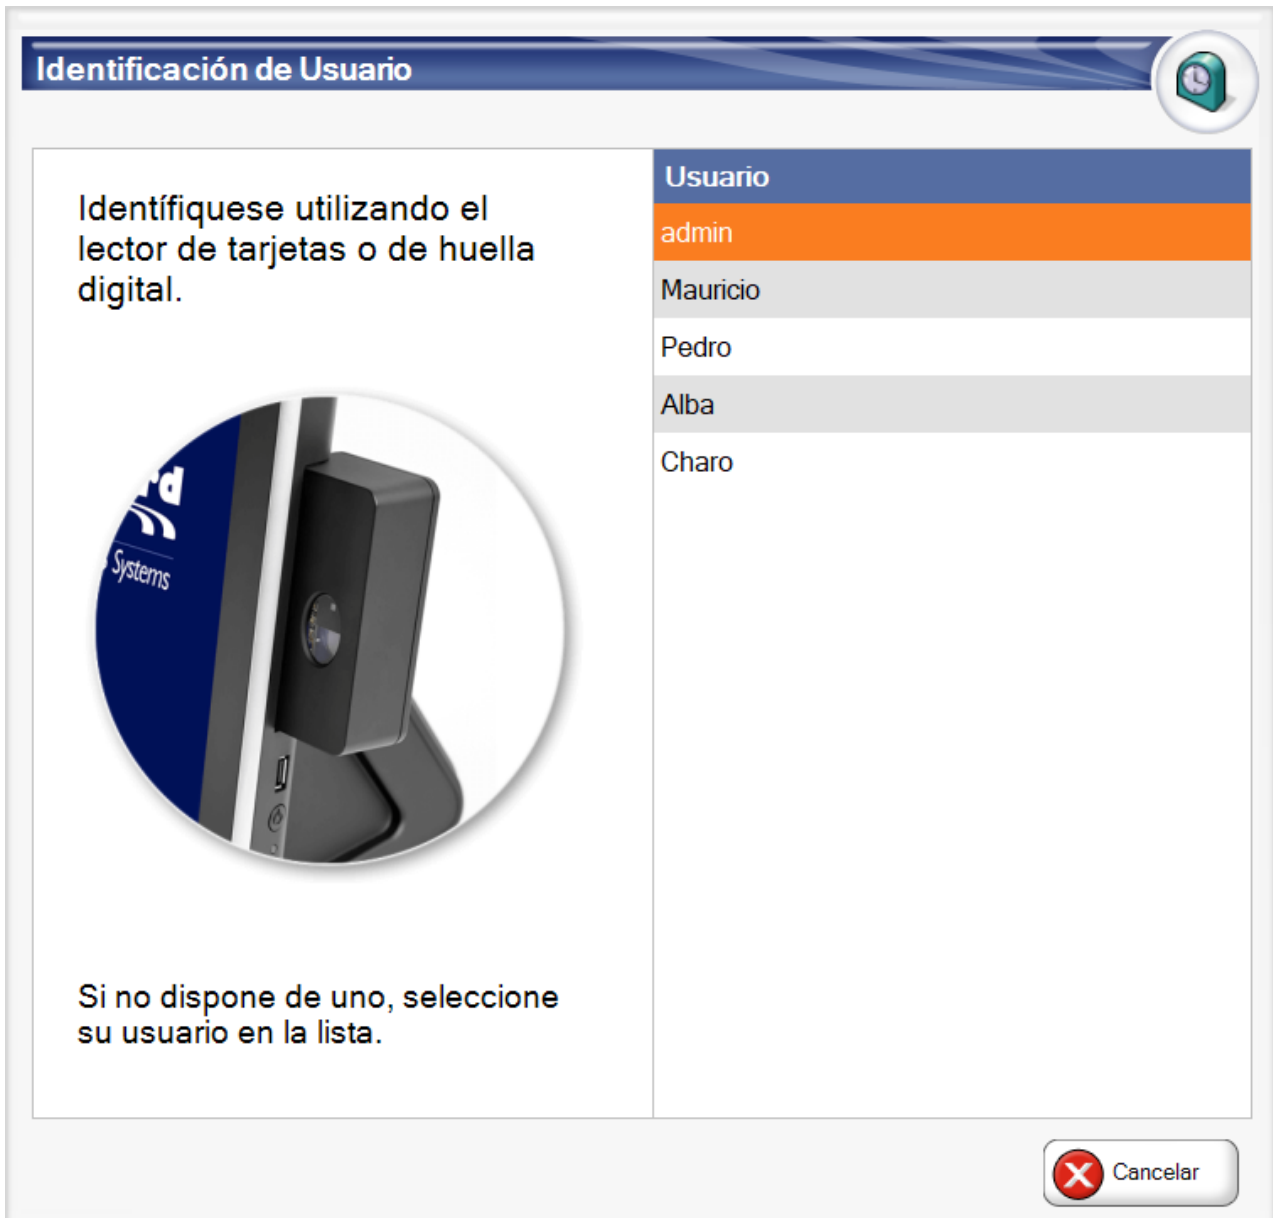 Identificación de Usuario
Identífiquese utilizando el
lector de tarjetas o de huella
digital.
Systems
Si no dispone de uno, seleccione
su usuario en la lista.
Usuario
admin
Mauricio
Pedro
Alba
Charo
Cancelar